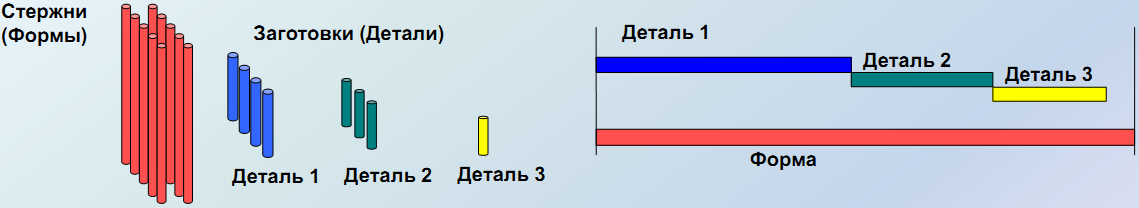 Стержни
(Формы)
Заготовки (Детали)
Деталь 1
Деталь 2
Деталь 3
Деталь 1
Деталь 2
Деталь 3
Форма